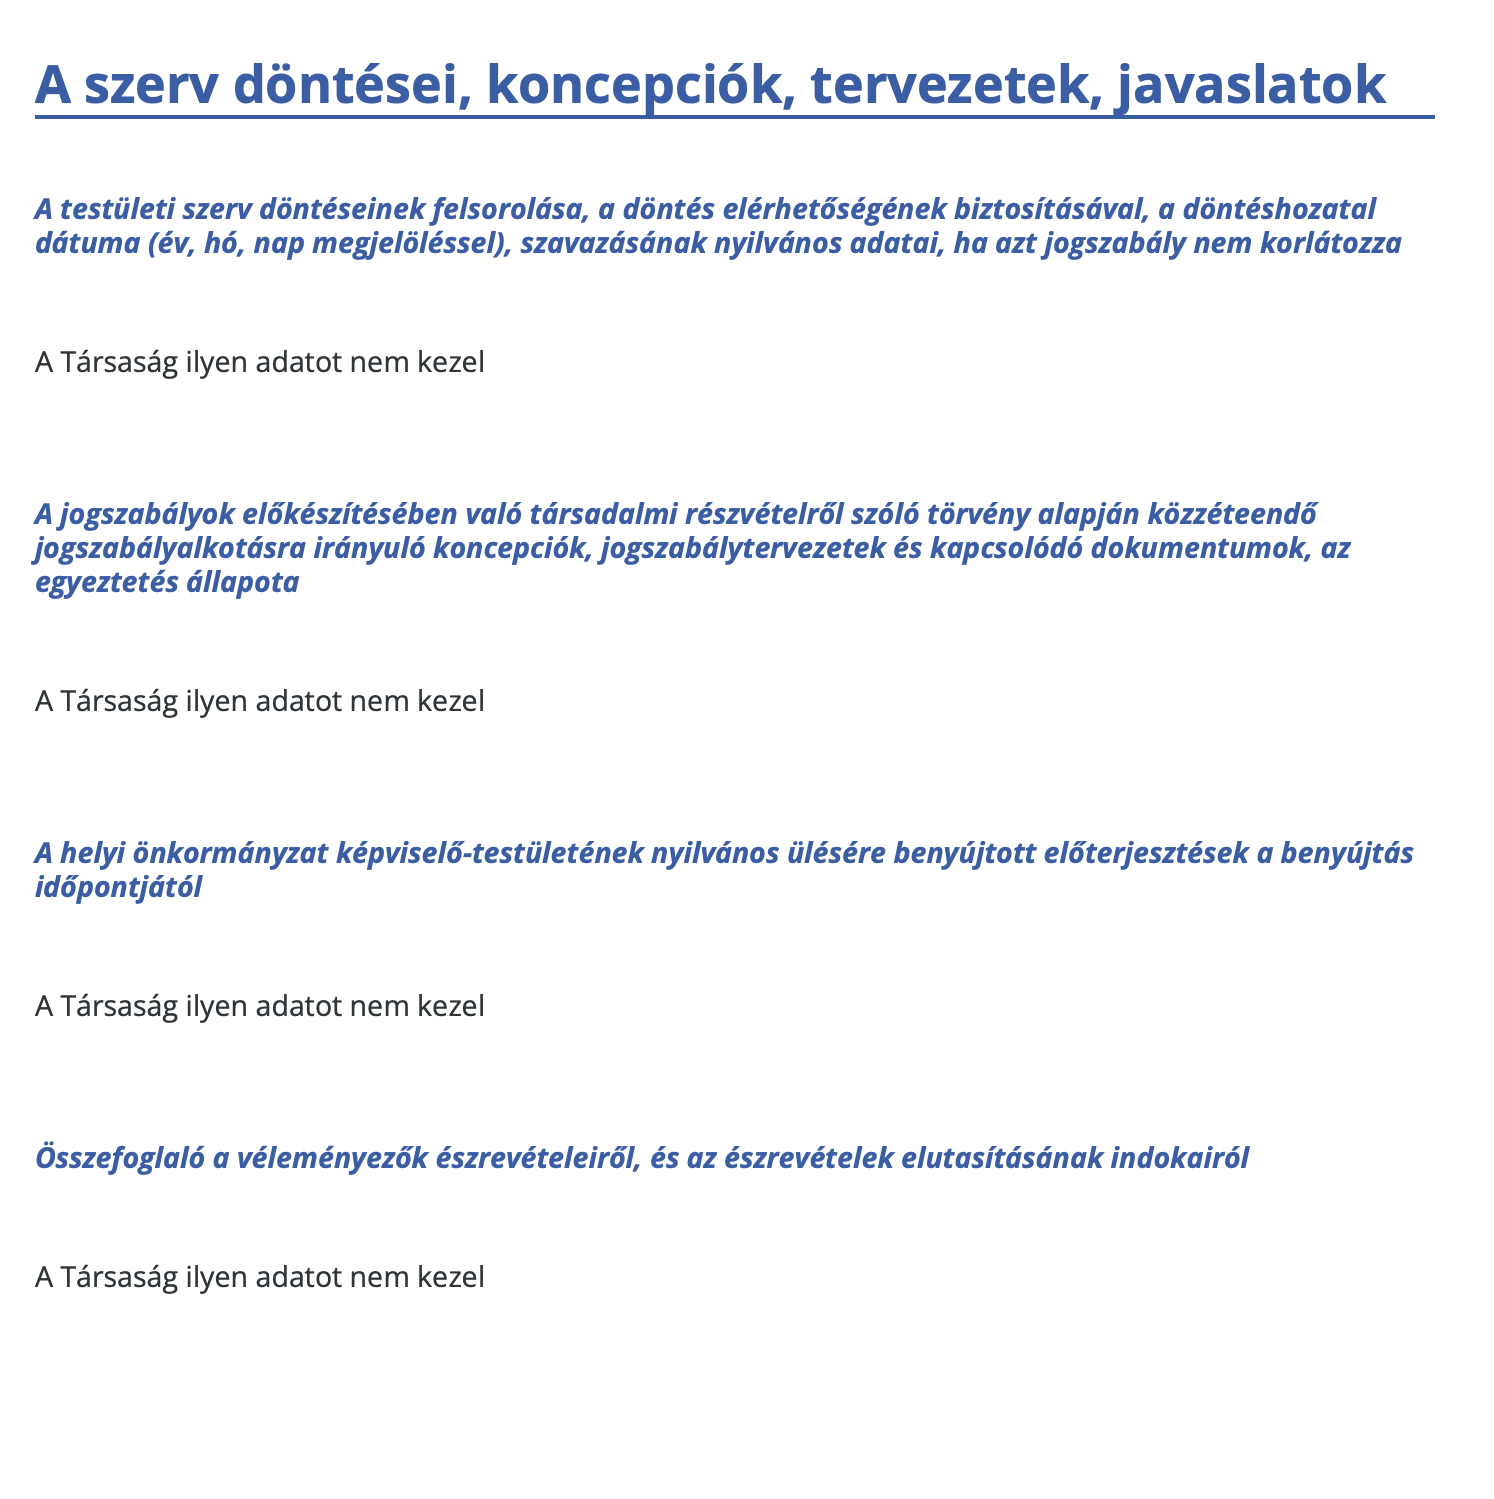 A szerv döntései, koncepciók, tervezetek, javaslatok
A testületi szerv döntéseinek felsorolása, a döntés elérhetőségének biztosításával, a döntéshozatal
dátuma (év, hó, nap megjelöléssel), szavazásának nyilvános adatai, ha azt jogszabály nem korlátozza
A Társaság ilyen adatot nem kezel
A jogszabályok előkészítésében való társadalmi részvételről szóló törvény alapján közzéteendő
jogszabályalkotásra irányuló koncepciók, jogszabálytervezetek és kapcsolódó dokumentumok, az
egyeztetés állapota
A Társaság ilyen adatot nem kezel
A helyi önkormányzat képviselő-testületének nyilvános ülésére benyújtott előterjesztések a benyújtás
időpontjától
A Társaság ilyen adatot nem kezel
Összefoglaló a véleményezők észrevételeiről, és az észrevételek elutasításának indokairól
A Társaság ilyen adatot nem kezel